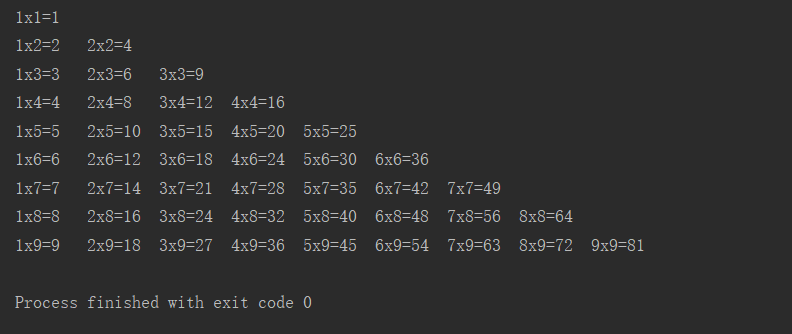 1x1=1
1x2=2 2x2=4
1x3=3 2x3=6 3x3=9
1x4=4 2x4=8 3x4=12 4x4=16
1x5=5 2x5=10 3x5=15 4x5=20 5x5=25
1x6=6 2x6=12 3x6=18 4x6=24 5x6=30 6x6=36
1x7=7 2x7=14 3x7=21 4x7=28 5x7=35 6x7=42 7x7=49
1x8=8 2x8=16 3x8=24 4x8=32 5x8=40 6x8=48 7x8=56 8x8=64
1x9=9 2x9=18 3x9=27 4x9=36 5x9=45 6x9=54 7x9=63 8x9=72 9x9=81
Process finished with exit code 0